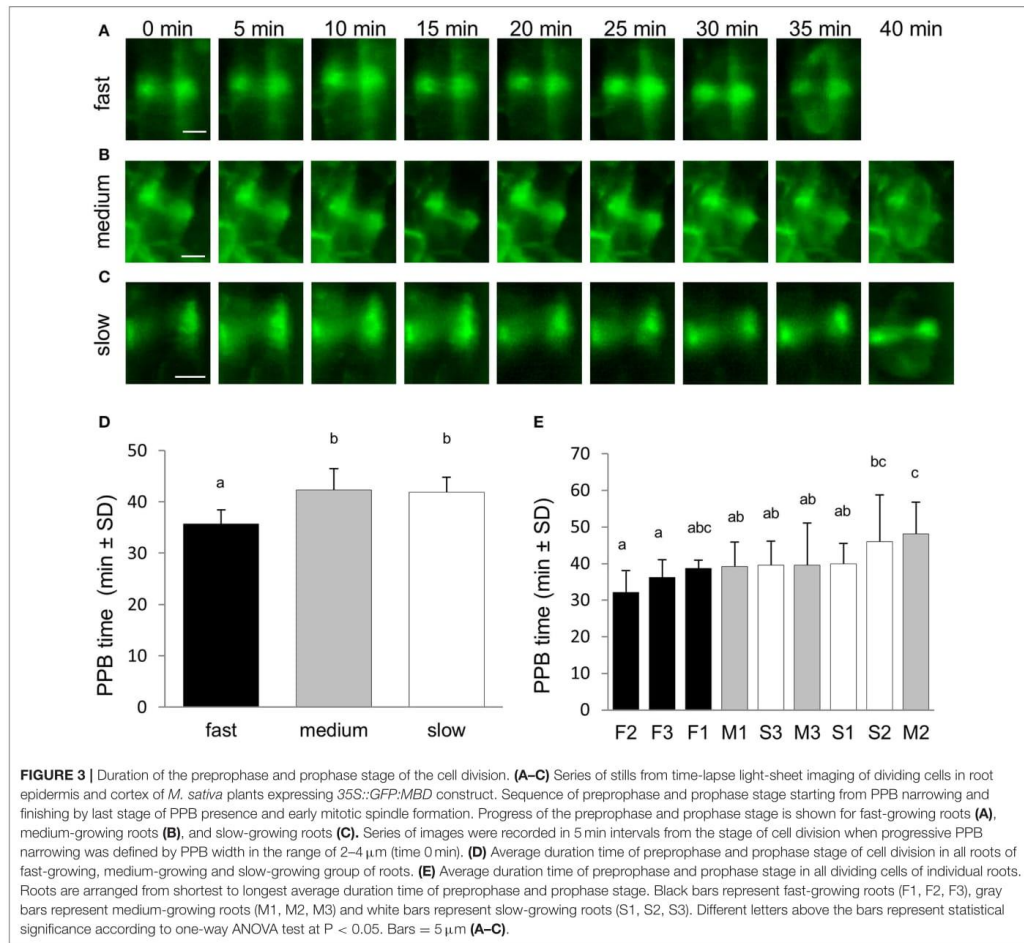 A
0 min 5 min 10 min 15 min 20 min 25 min 30 min 35 min 40 min
fast
B
medium
C
slow
D
PPB time (min ± SD)
50
40
30
20
10
0
a
b
b
fast medium slow
E
PPB time (min ± SD)
70
60
50
40
30
20
10
0
a
a
abc
ab
ab
ab
ab
bc
c
F2 F3 F1 M1 S3 M3 S1 S2 M2
FIGURE 3 | Duration of the preprophase and prophase stage of the cell division. (A–C) Series of stills from time-lapse light-sheet imaging of dividing cells in root
epidermis and cortex of M. sativa plants expressing 35S::GFP:MBD construct. Sequence of preprophase and prophase stage starting from PPB narrowing and
finishing by last stage of PPB presence and early mitotic spindle formation. Progress of the preprophase and prophase stage is shown for fast-growing roots (A),
medium-growing roots (B), and slow-growing roots (C). Series of images were recorded in 5 min intervals from the stage of cell division when progressive PPB
narrowing was defined by PPB width in the range of 2–4 μm (time 0 min). (D) Average duration time of preprophase and prophase stage of cell division in all roots of
fast-growing, medium-growing and slow-growing group of roots. (E) Average duration time of preprophase and prophase stage in all dividing cells of individual roots.
Roots are arranged from shortest to longest average duration time of preprophase and prophase stage. Black bars represent fast-growing roots (F1, F2, F3), gray
bars represent medium-growing roots (M1, M2, M3) and white bars represent slow-growing roots (S1, S2, S3). Different letters above the bars represent statistical
significance according to one-way ANOVA test at P < 0.05. Bars = 5 μm (A–C).